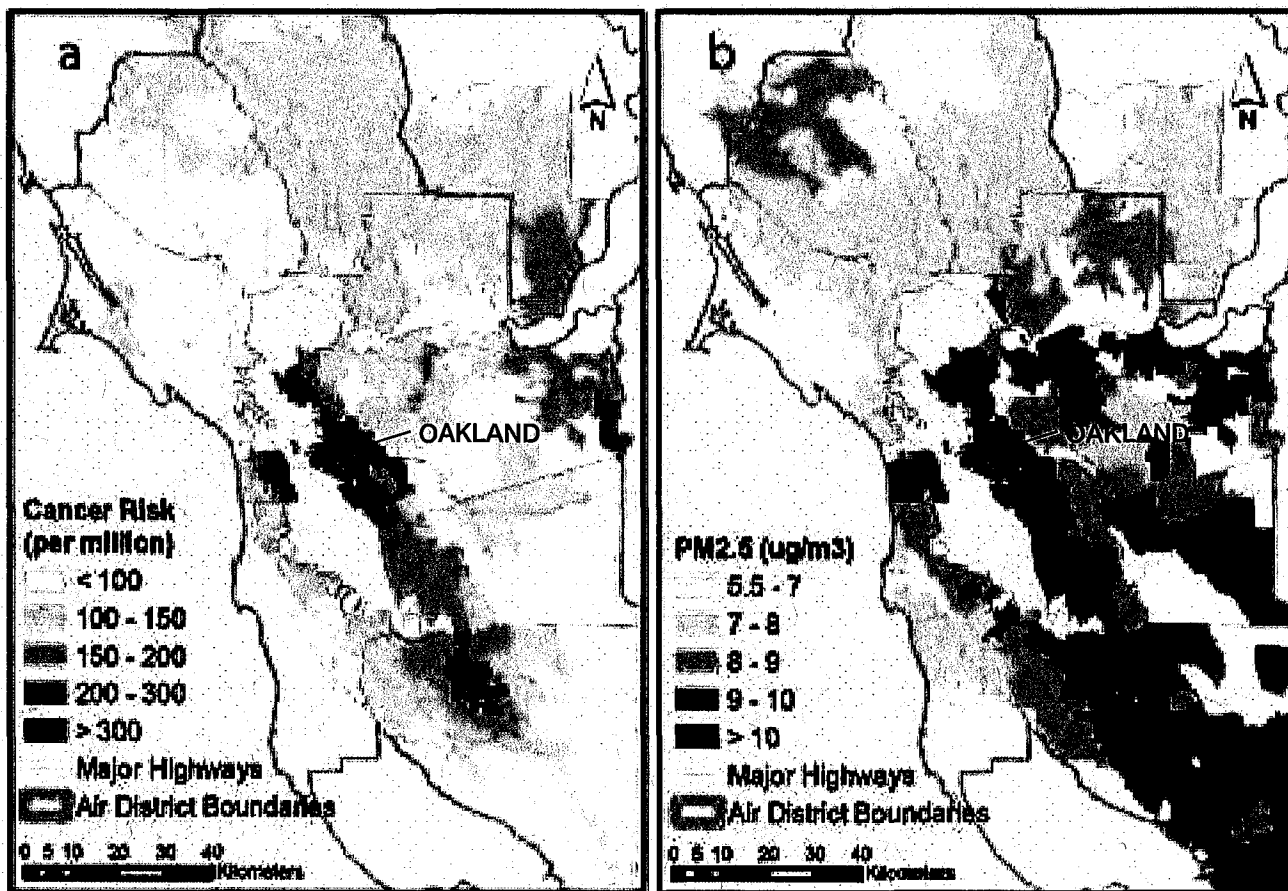 a
N
OAKLAND
Cancer Risk
(per million)
< 100
100 - 150
150 - 200
200 - 300
> 300
Major Highways
Air District Boundaries
0 5 10 20 30 40
Kilometers
b
N
OAKLAND
PM2.5 (ug/m3)
5.5 - 7
7 - 8
8 - 9
9 - 10
> 10
Major Highways
Air District Boundaries
0 5 10 20 30 40
Kilometers